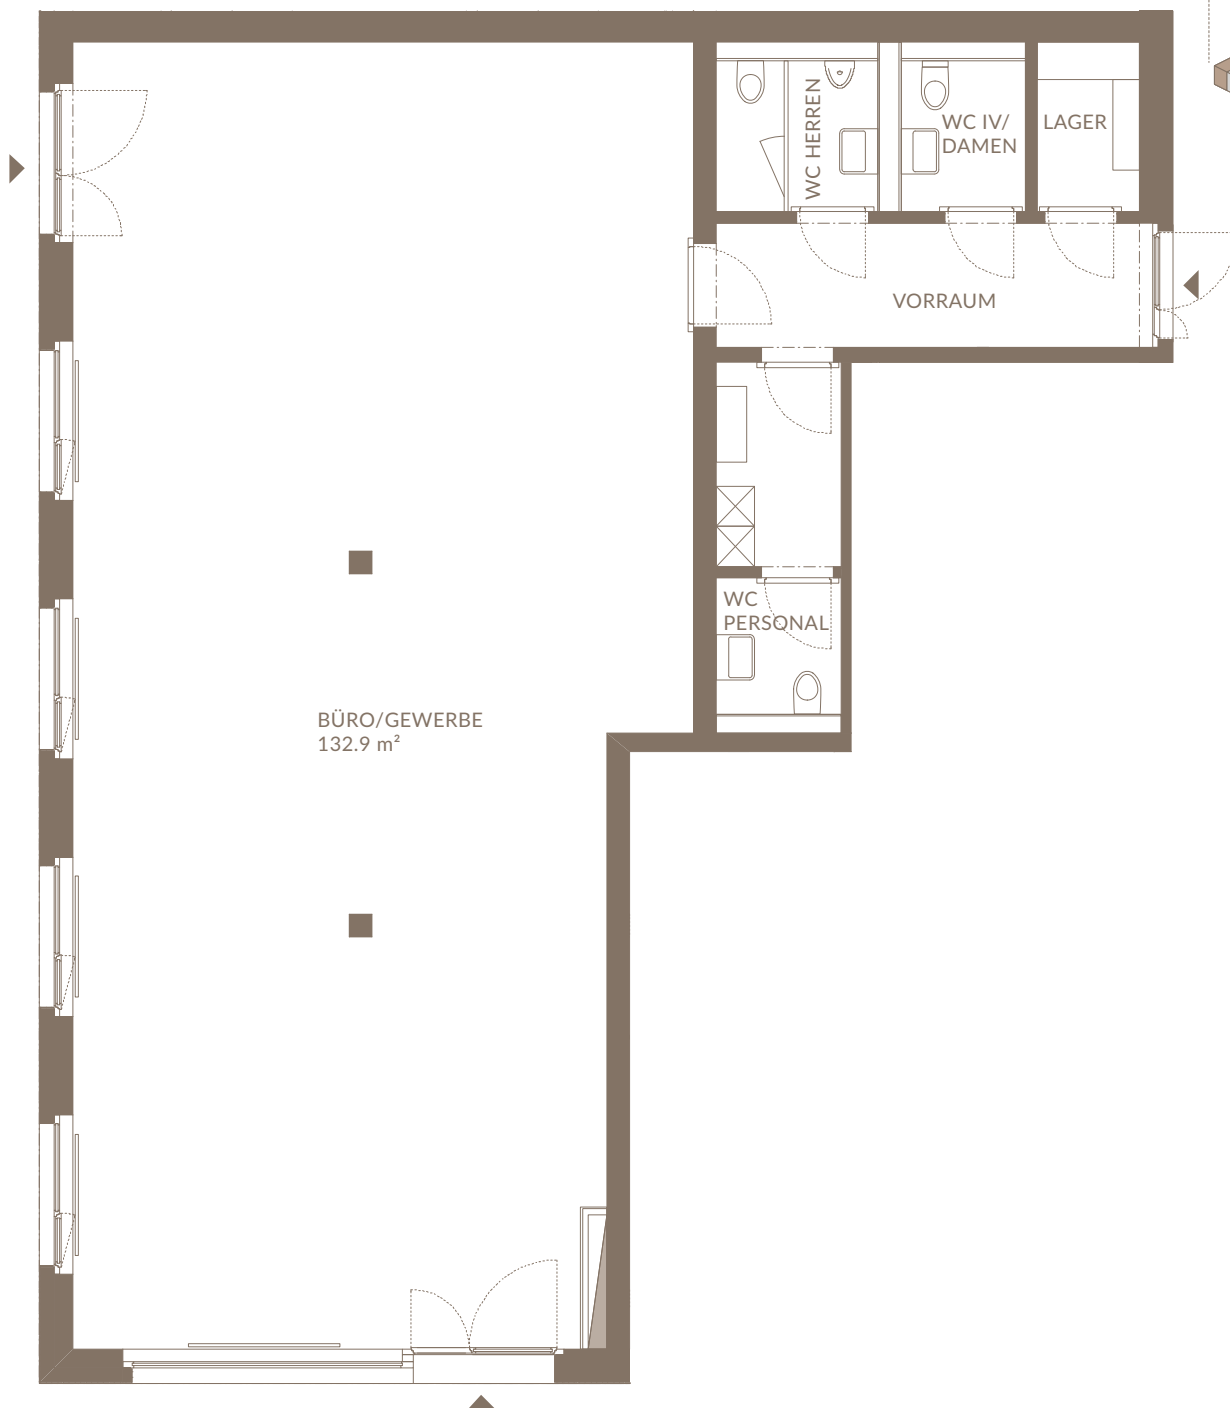 WC HERREN
WC IV/
DAMEN
LAGER
VORRAUM
WC
PERSONAL
BÜRO/GEWERBE
132.9 m²